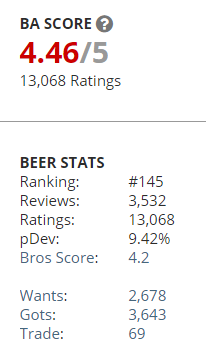 BA SCORE ?
4.46/5
13,068 Ratings
BEER STATS
Ranking: #145
Reviews: 3,532
Ratings: 13,068
pDev: 9.42%
Bros Score: 4.2
Wants: 2,678
Gots: 3,643
Trade: 69